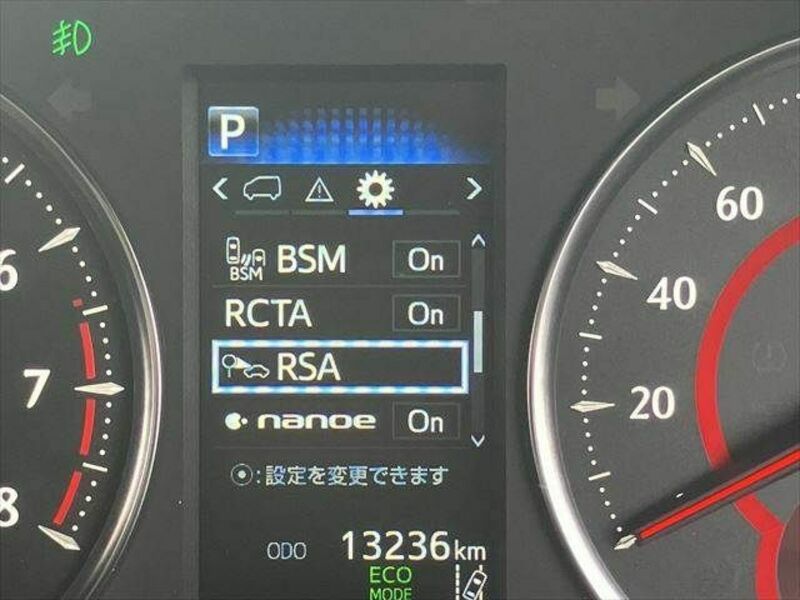 P
BSM BSM On
RCTA On
RSA
nanoe On
⦿:設定を変更できます
ODO 13236km
ECO
MODE
6
7
8
60
40
20